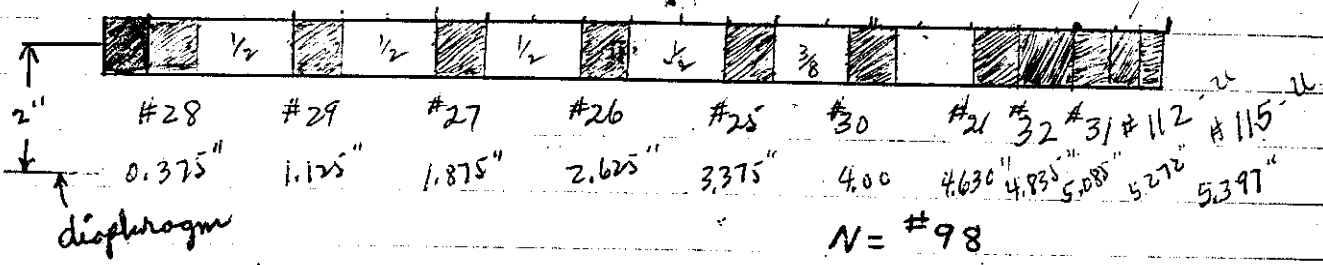 1/2 1/2 1/2 1/2 3/8
2"
#28 #29 #27 #26 #25 #30 #21 #32 #31 #112-u #115-u
0.375" 1.125" 1.875" 2.625" 3.375" 4.00 4.630" 4.835" 5.085" 5.272" 5.397"
diaphragm
N = #98